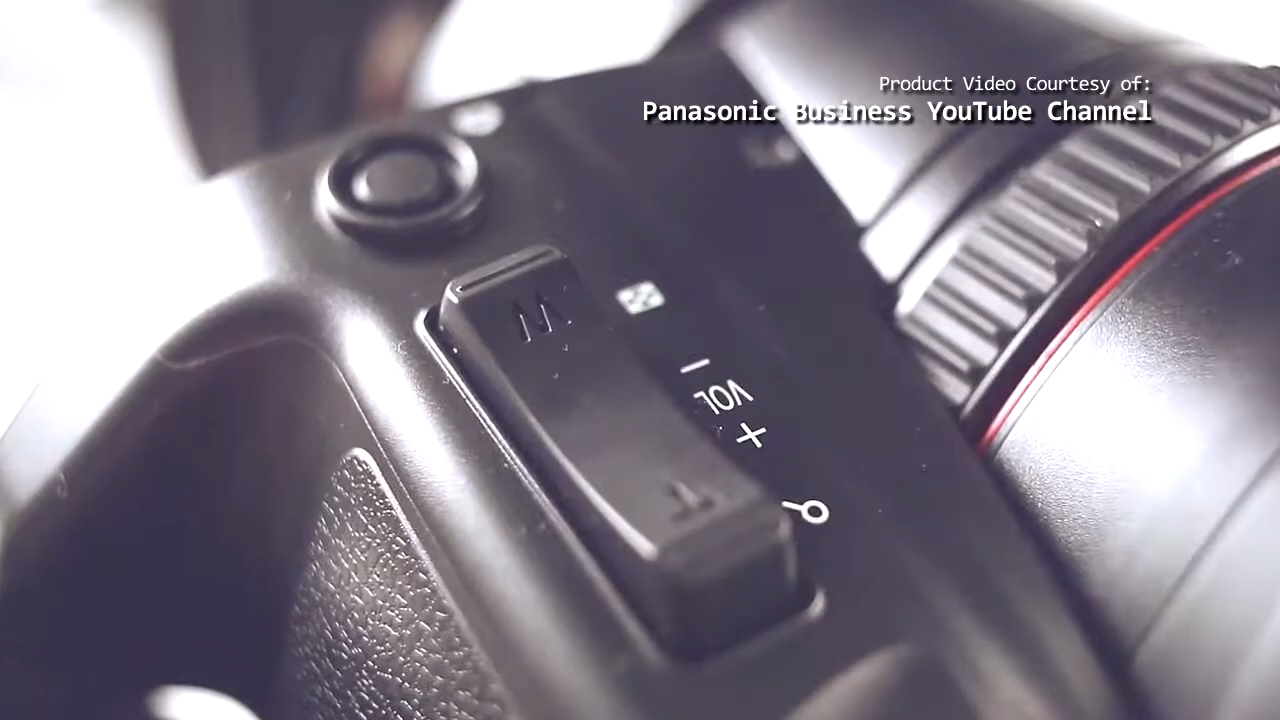 Product Video Courtesy of:
Panasonic Business YouTube Channel
W
VOL
T